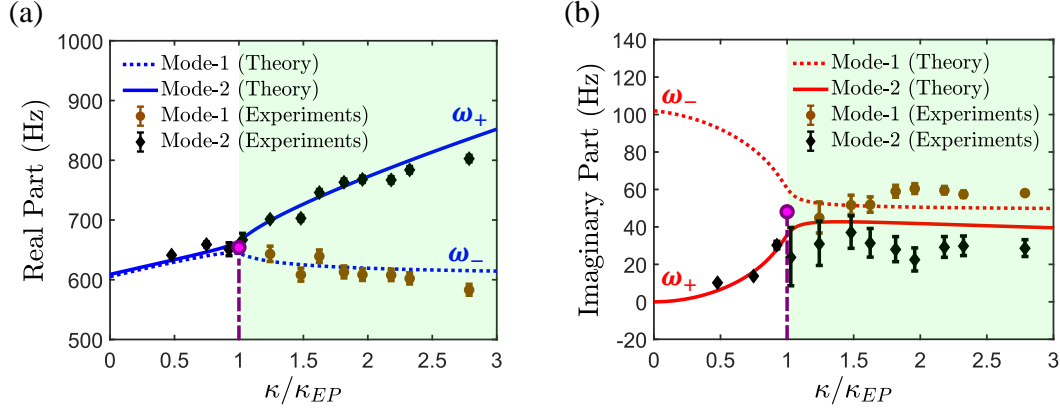 (a)
1000
900
800
700
600
500
Real Part (Hz)
Mode-1 (Theory)
Mode-2 (Theory)
Mode-1 (Experiments)
Mode-2 (Experiments)
ω+
ω−
0 0.5 1 1.5 2 2.5 3
κ/κEP
(b)
140
120
100
80
60
40
20
0
-20
Imaginary Part (Hz)
Mode-1 (Theory)
Mode-2 (Theory)
Mode-1 (Experiments)
Mode-2 (Experiments)
ω−
ω+
0 0.5 1 1.5 2 2.5 3
κ/κEP